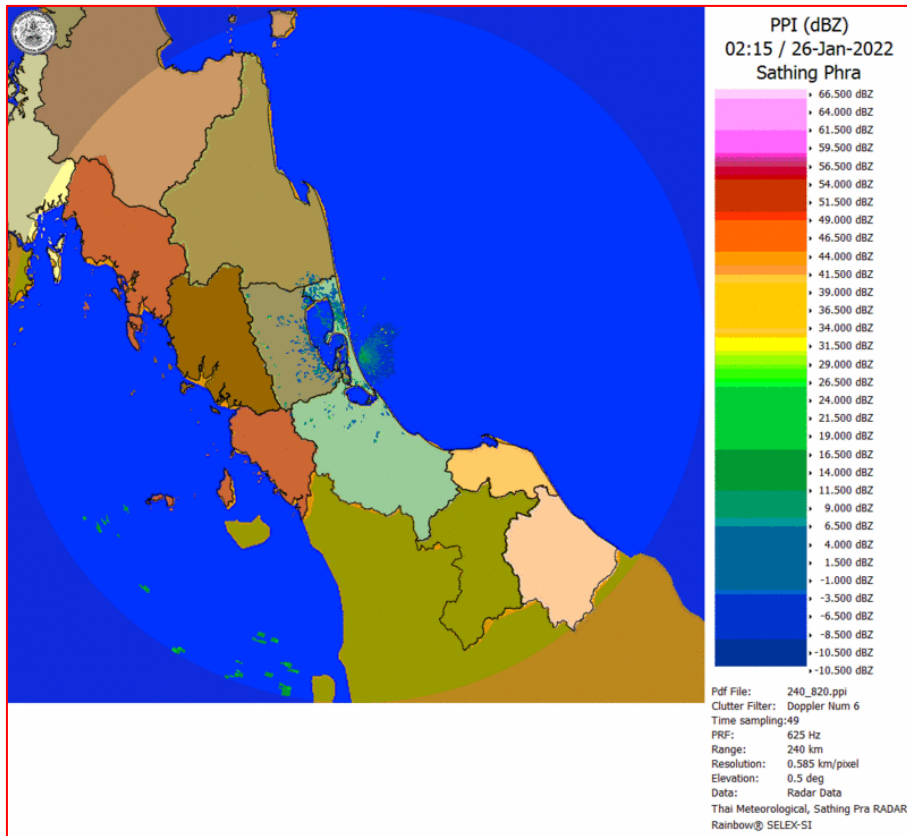 PPI (dBZ)
02:15 / 26-Jan-2022
Sathing Phra
66.500 dBZ
64.000 dBZ
61.500 dBZ
59.500 dBZ
56.500 dBZ
54.000 dBZ
51.500 dBZ
49.000 dBZ
46.500 dBZ
44.000 dBZ
41.500 dBZ
39.000 dBZ
36.500 dBZ
34.000 dBZ
31.500 dBZ
29.000 dBZ
26.500 dBZ
24.000 dBZ
21.500 dBZ
19.000 dBZ
16.500 dBZ
14.000 dBZ
11.500 dBZ
9.000 dBZ
6.500 dBZ
4.000 dBZ
1.500 dBZ
-1.000 dBZ
-3.500 dBZ
-6.500 dBZ
-8.500 dBZ
-10.500 dBZ
-10.500 dBZ
Pdf File: 240_820.ppi
Clutter Filter: Doppler Num 6
Time sampling:49
PRF: 625 Hz
Range: 240 km
Resolution: 0.585 km/pixel
Elevation: 0.5 deg
Data: Radar Data
Thai Meteorological, Sathing Pra RADAR
Rainbow® SELEX-SI